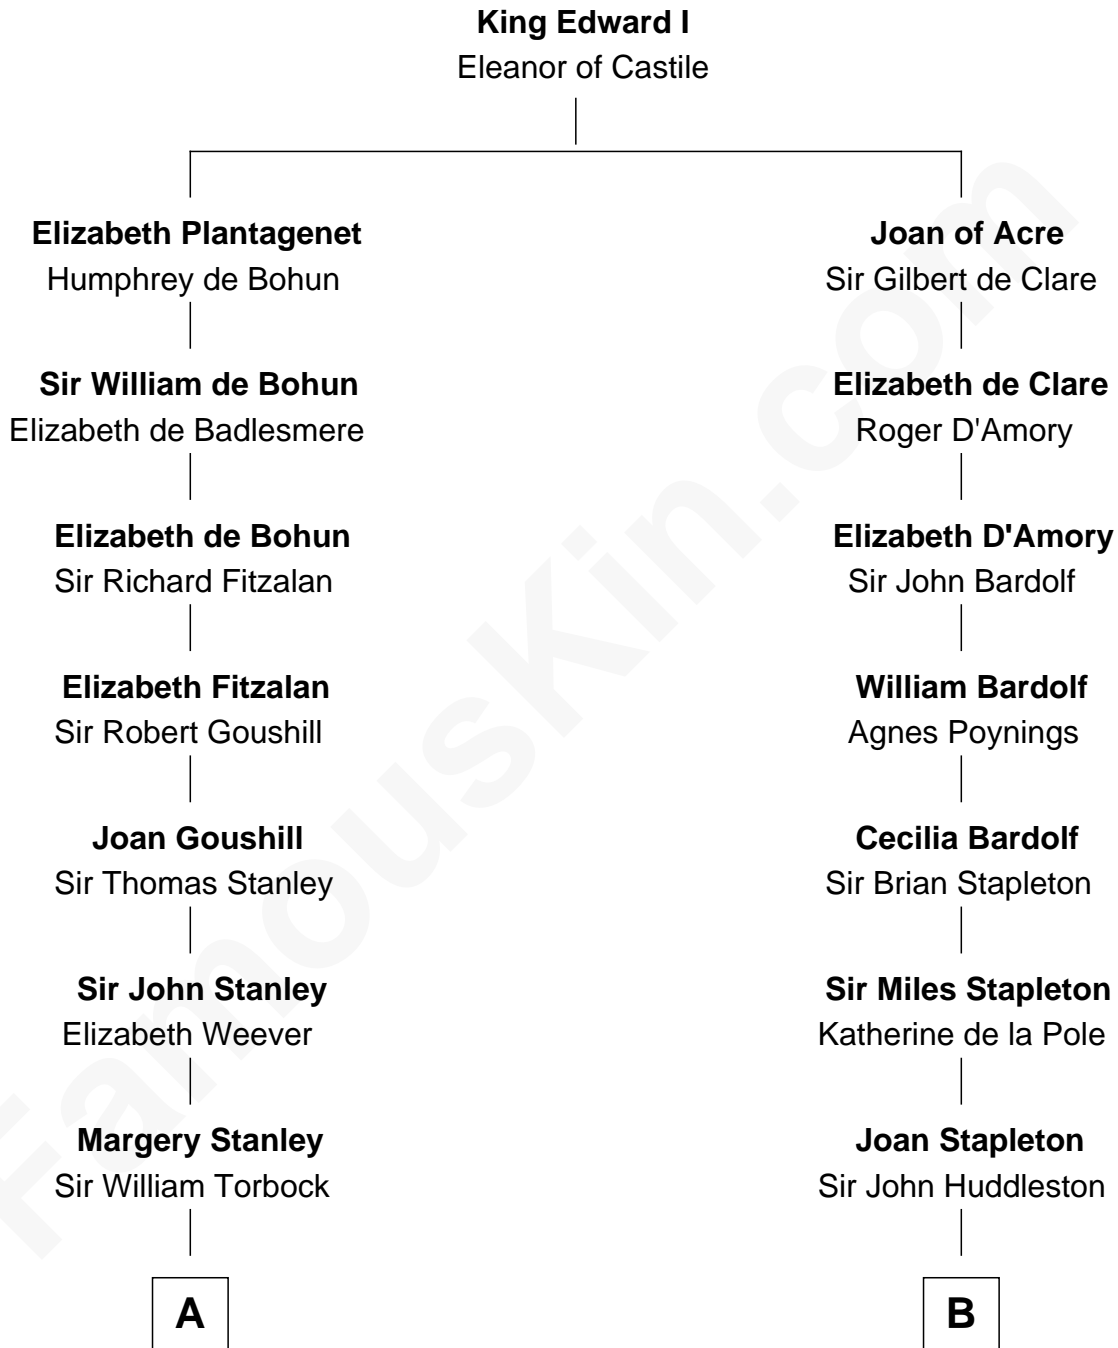 King Edward I
Eleanor of Castile
Elizabeth Plantagenet
Humphrey de Bohun
Joan of Acre
Sir Gilbert de Clare
Sir William de Bohun
Elizabeth de Badlesmere
Elizabeth de Clare
Roger D'Amory
Elizabeth de Bohun
Sir Richard Fitzalan
Elizabeth D'Amory
Sir John Bardolf
Elizabeth Fitzalan
Sir Robert Goushill
William Bardolf
Agnes Poynings
Joan Goushill
Sir Thomas Stanley
Cecilia Bardolf
Sir Brian Stapleton
Sir John Stanley
Elizabeth Weever
Sir Miles Stapleton
Katherine de la Pole
Margery Stanley
Sir William Torbock
Joan Stapleton
Sir John Huddleston
A
B
FamousKin.com